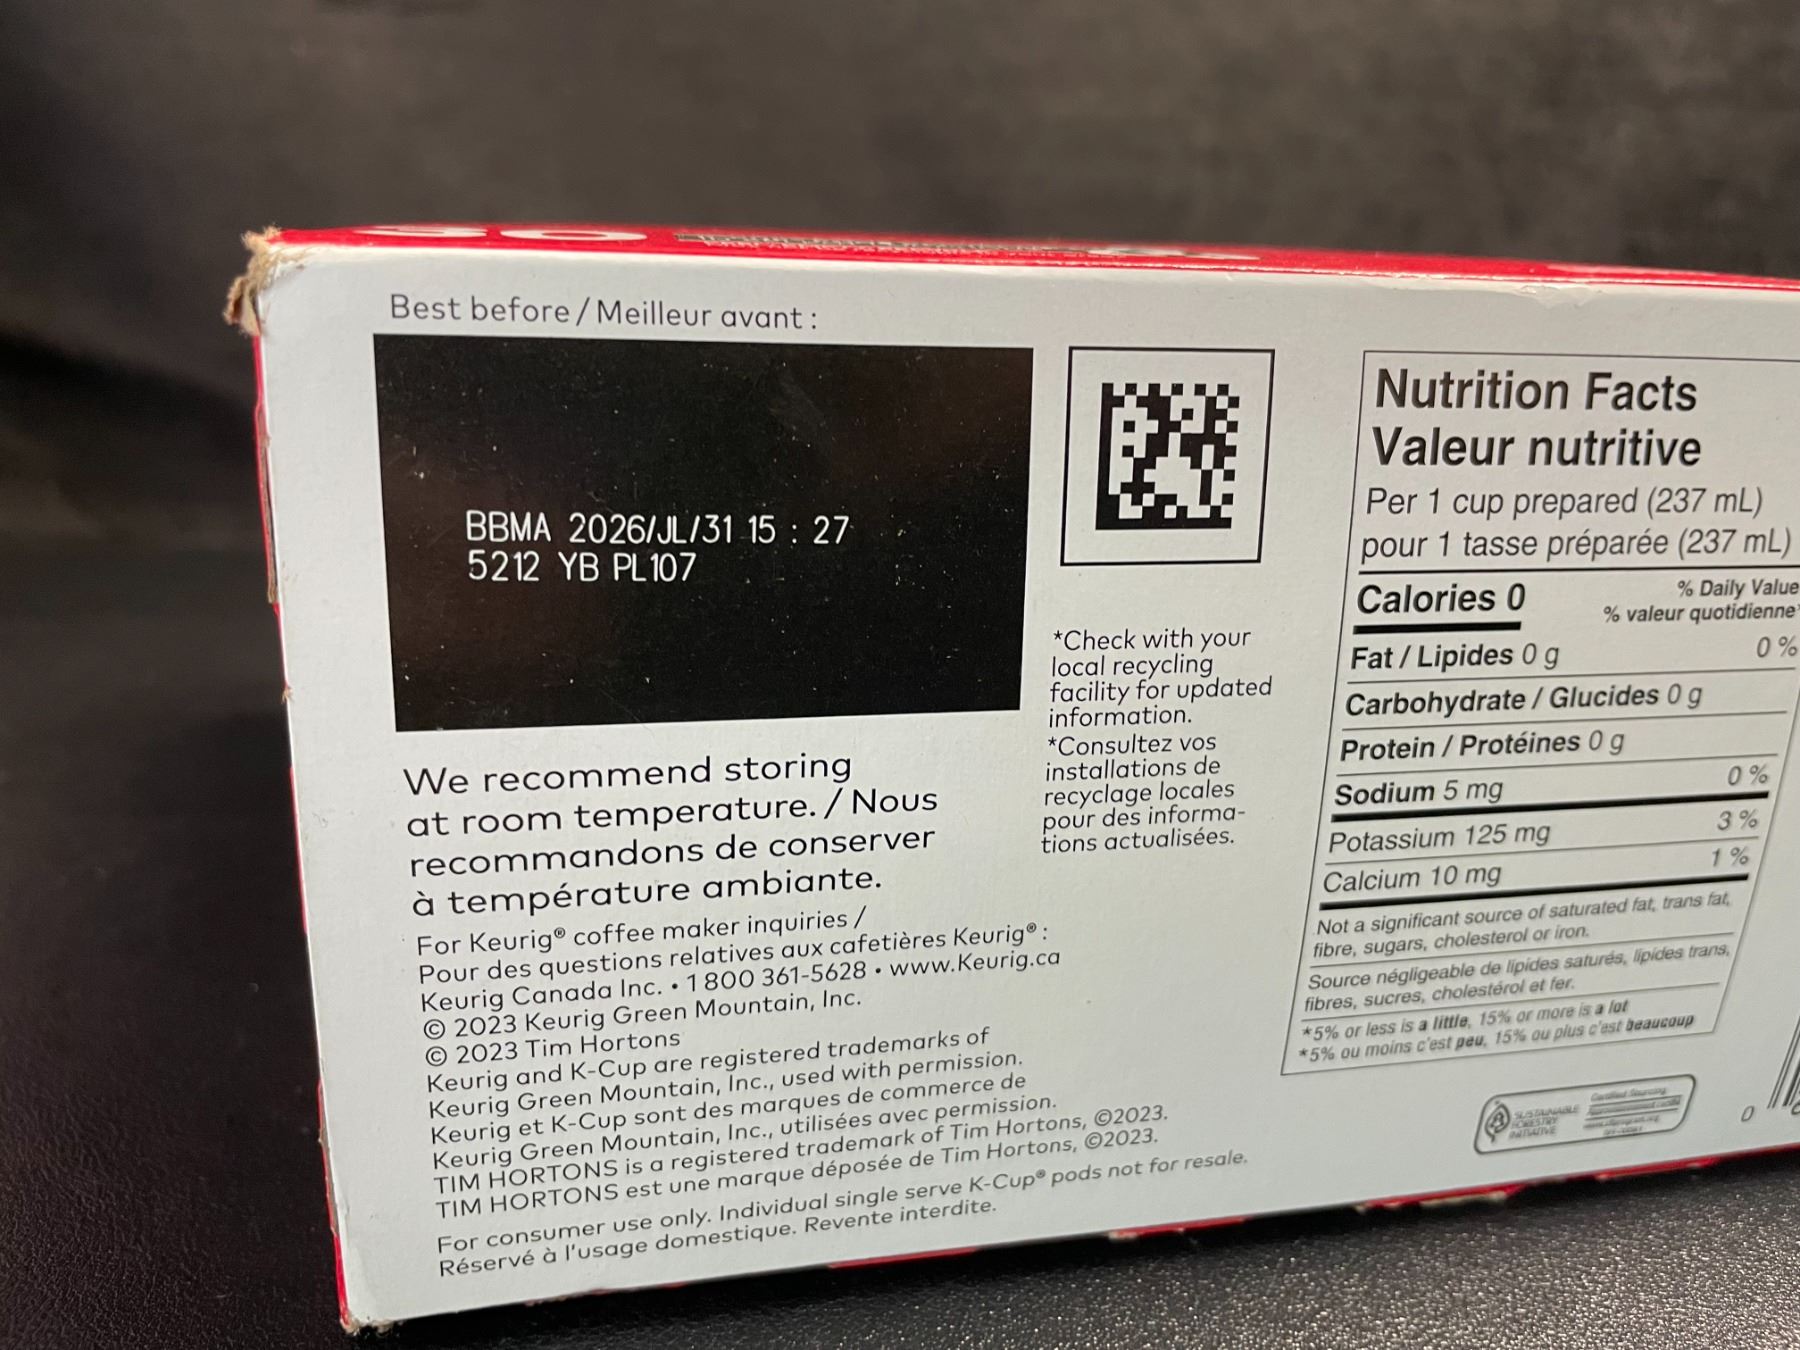 30
Best before / Meilleur avant :
BBMA 2026/JL/31 15 : 27
5212 YB PL107
We recommend storing
at room temperature. / Nous
recommandons de conserver
à température ambiante.
For Keurig® coffee maker inquiries /
Pour des questions relatives aux cafetières Keurig® :
Keurig Canada Inc. • 1 800 361-5628 • www.Keurig.ca
© 2023 Keurig Green Mountain, Inc.
© 2023 Tim Hortons
Keurig and K-Cup are registered trademarks of
Keurig Green Mountain, Inc., used with permission.
Keurig et K-Cup sont des marques de commerce de
Keurig Green Mountain, Inc., utilisées avec permission.
TIM HORTONS is a registered trademark of Tim Hortons, ©2023.
TIM HORTONS est une marque déposée de Tim Hortons, ©2023.
For consumer use only. Individual single serve K-Cup® pods not for resale.
Réservé à l'usage domestique. Revente interdite.
*Check with your
local recycling
facility for updated
information.
*Consultez vos
installations de
recyclage locales
pour des informa-
tions actualisées.
Nutrition Facts
Valeur nutritive
Per 1 cup prepared (237 mL)
pour 1 tasse préparée (237 mL)
Calories 0
% Daily Value
% valeur quotidienne*
Fat / Lipides 0 g 0 %
Carbohydrate / Glucides 0 g
Protein / Protéines 0 g
Sodium 5 mg 0 %
Potassium 125 mg 3 %
Calcium 10 mg 1 %
Not a significant source of saturated fat, trans fat,
fibre, sugars, cholesterol or iron.
Source négligeable de lipides saturés, lipides trans,
fibres, sucres, cholestérol et fer.
*5% or less is a little, 15% or more is a lot
*5% ou moins c'est peu, 15% ou plus c'est beaucoup
SUSTAINABLE
FORESTRY
INITIATIVE
Certified Sourcing
0